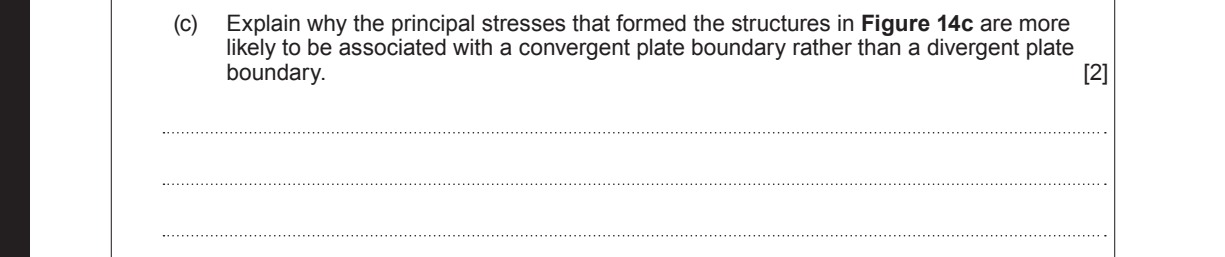 (c) Explain why the principal stresses that formed the structures in Figure 14c are more
likely to be associated with a convergent plate boundary rather than a divergent plate
boundary. [2]